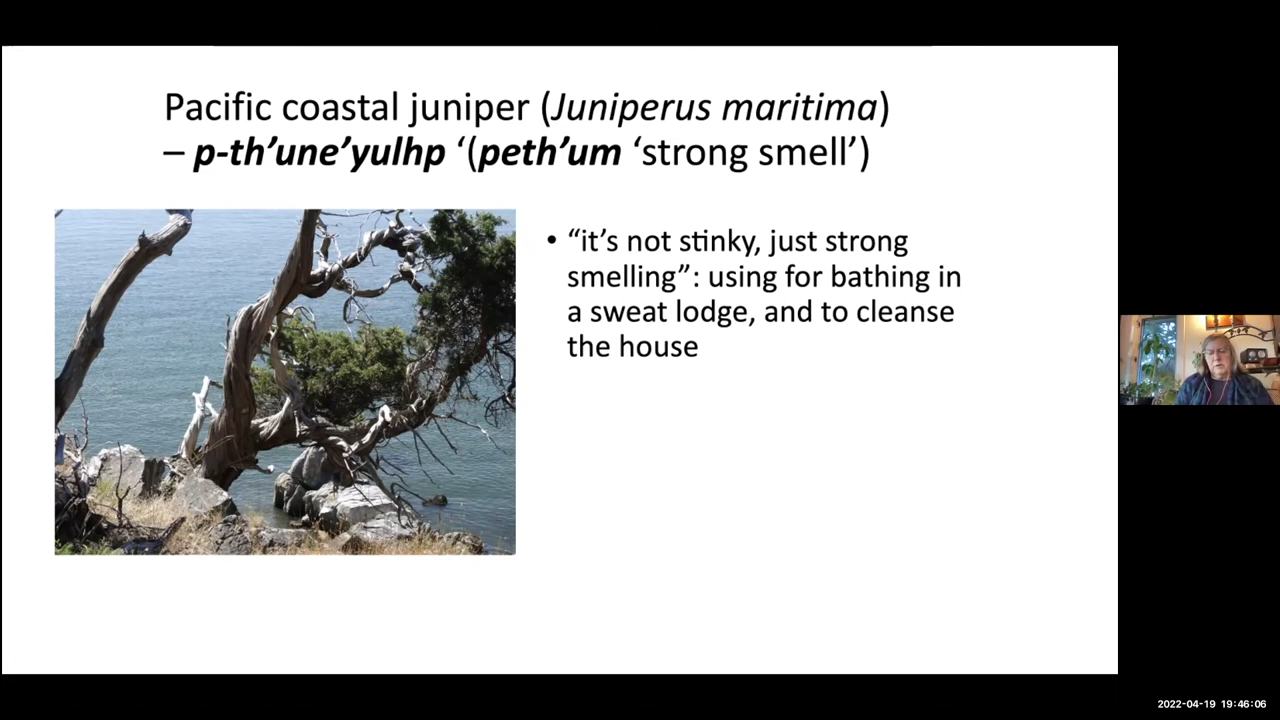 Pacific coastal juniper (Juniperus maritima)
– p-th’une’yulhp ‘(peth’um ‘strong smell’)
• “it’s not stinky, just strong
smelling”: using for bathing in
a sweat lodge, and to cleanse
the house
2022-04-19 19:46:06